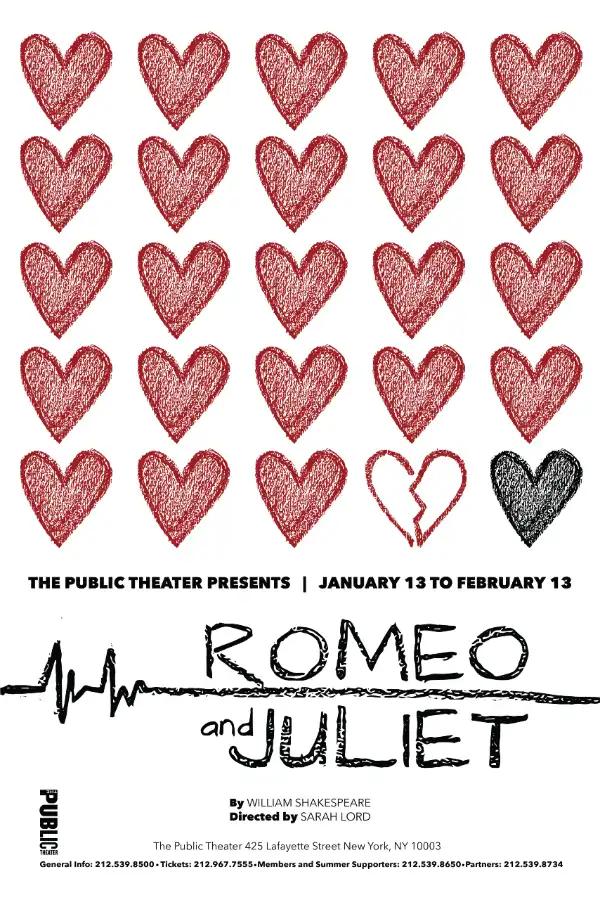 THE PUBLIC THEATER PRESENTS | JANUARY 13 TO FEBRUARY 13
ROMEO
and JULIET
By WILLIAM SHAKESPEARE
Directed by SARAH LORD
PUBLIC
THEATER
The Public Theater 425 Lafayette Street New York, NY 10003
General Info: 212.539.8500 • Tickets: 212.967.7555 • Members and Summer Supporters: 212.539.8650 • Partners: 212.539.8734